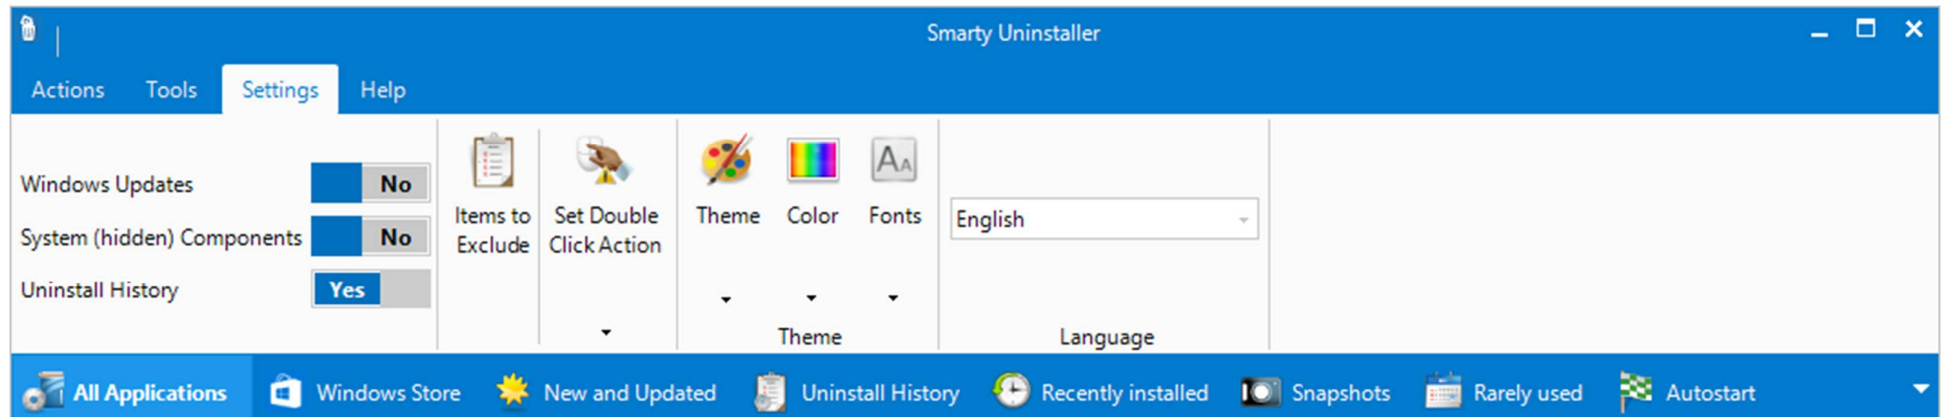 Smarty Uninstaller
Actions Tools Settings Help
Windows Updates No
System (hidden) Components No
Uninstall History Yes
Items to
Exclude
Set Double
Click Action
Theme Color Fonts
Theme
English
Language
All Applications Windows Store New and Updated Uninstall History Recently installed Snapshots Rarely used Autostart